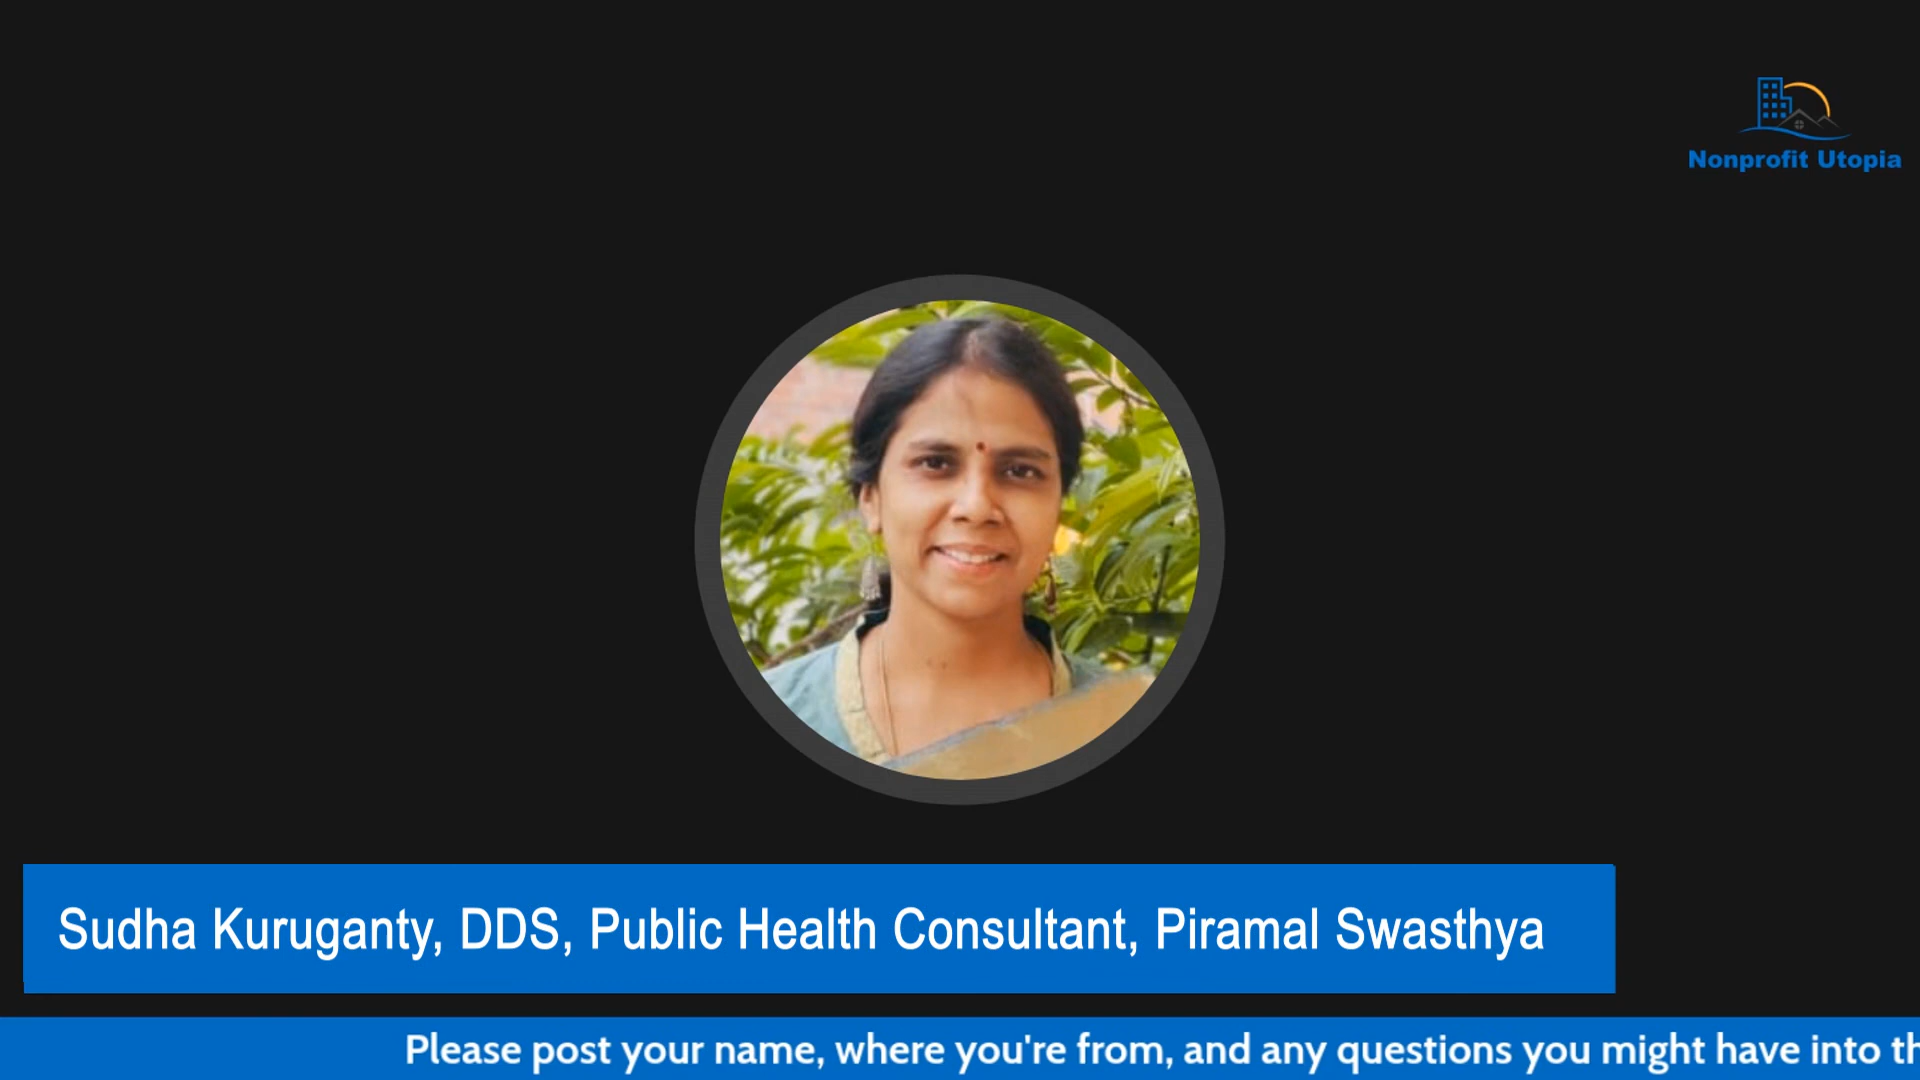 Nonprofit Utopia
Sudha Kuruganty, DDS, Public Health Consultant, Piramal Swasthya
Please post your name, where you're from, and any questions you might have into th